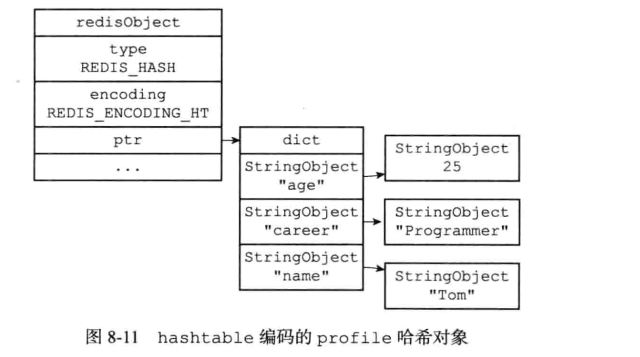 redisObject
type
REDIS_HASH
encoding
REDIS_ENCODING_HT
ptr
...
dict
StringObject
"age"
StringObject
"career"
StringObject
"name"
StringObject
25
StringObject
"Programmer"
StringObject
"Tom"
图 8-11 hashtable 编码的 profile 哈希对象